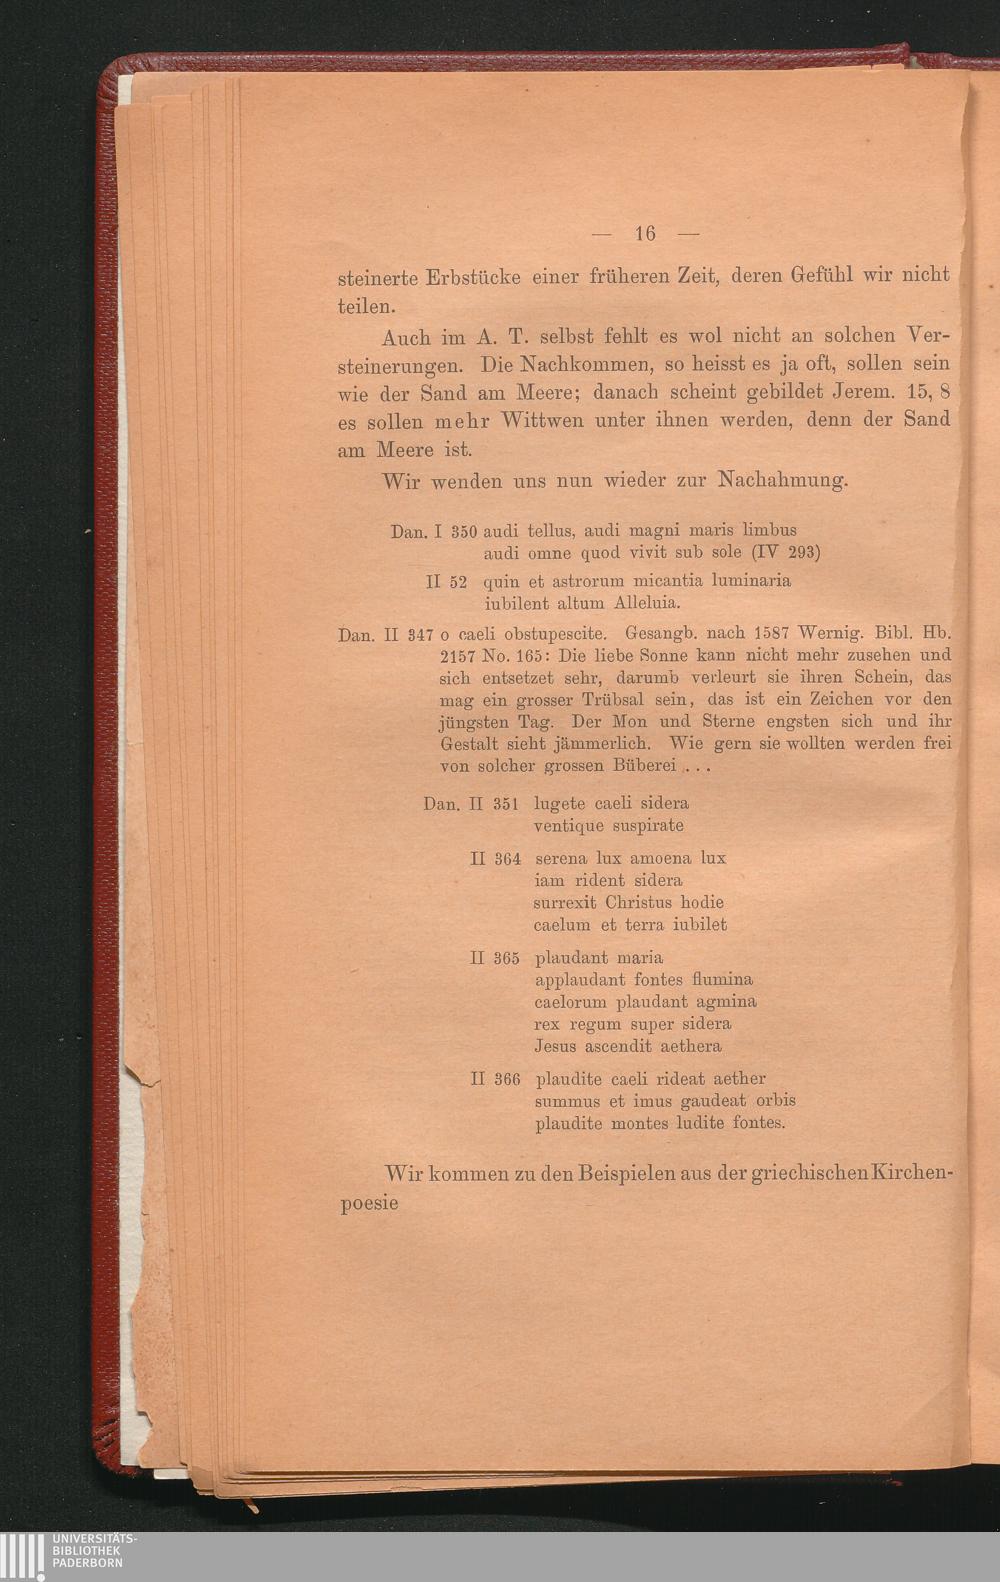 — 16 —
steinerte Erbstücke einer früheren Zeit, deren Gefühl wir nicht
teilen.
Auch im A. T. selbst fehlt es wol nicht an solchen Ver-
steinerungen. Die Nachkommen, so heisst es ja oft, sollen sein
wie der Sand am Meere; danach scheint gebildet Jerem. 15, 8
es sollen mehr Wittwen unter ihnen werden, denn der Sand
am Meere ist.
Wir wenden uns nun wieder zur Nachahmung.
Dan. I 350 audi tellus, audi magni maris limbus
audi omne quod vivit sub sole (IV 293)
II 52 quin et astrorum micantia luminaria
iubilent altum Alleluia.
Dan. II 347 o caeli obstupescite. Gesangb. nach 1587 Wernig. Bibl. Hb.
2157 No. 165: Die liebe Sonne kann nicht mehr zusehen und
sich entsetzet sehr, darumb verleurt sie ihren Schein, das
mag ein grosser Trübsal sein, das ist ein Zeichen vor den
jüngsten Tag. Der Mon und Sterne engsten sich und ihr
Gestalt sieht jämmerlich. Wie gern sie wollten werden frei
von solcher grossen Büberei ...
Dan. II 351 lugete caeli sidera
ventique suspirate
II 364 serena lux amoena lux
iam rident sidera
surrexit Christus hodie
caelum et terra iubilet
II 365 plaudant maria
applaudant fontes flumina
caelorum plaudant agmina
rex regum super sidera
Jesus ascendit aethera
II 366 plaudite caeli rideat aether
summus et imus gaudeat orbis
plaudite montes ludite fontes.
Wir kommen zu den Beispielen aus der griechischen Kirchen-
poesie
UNIVERSITÄTS-
BIBLIOTHEK
PADERBORN